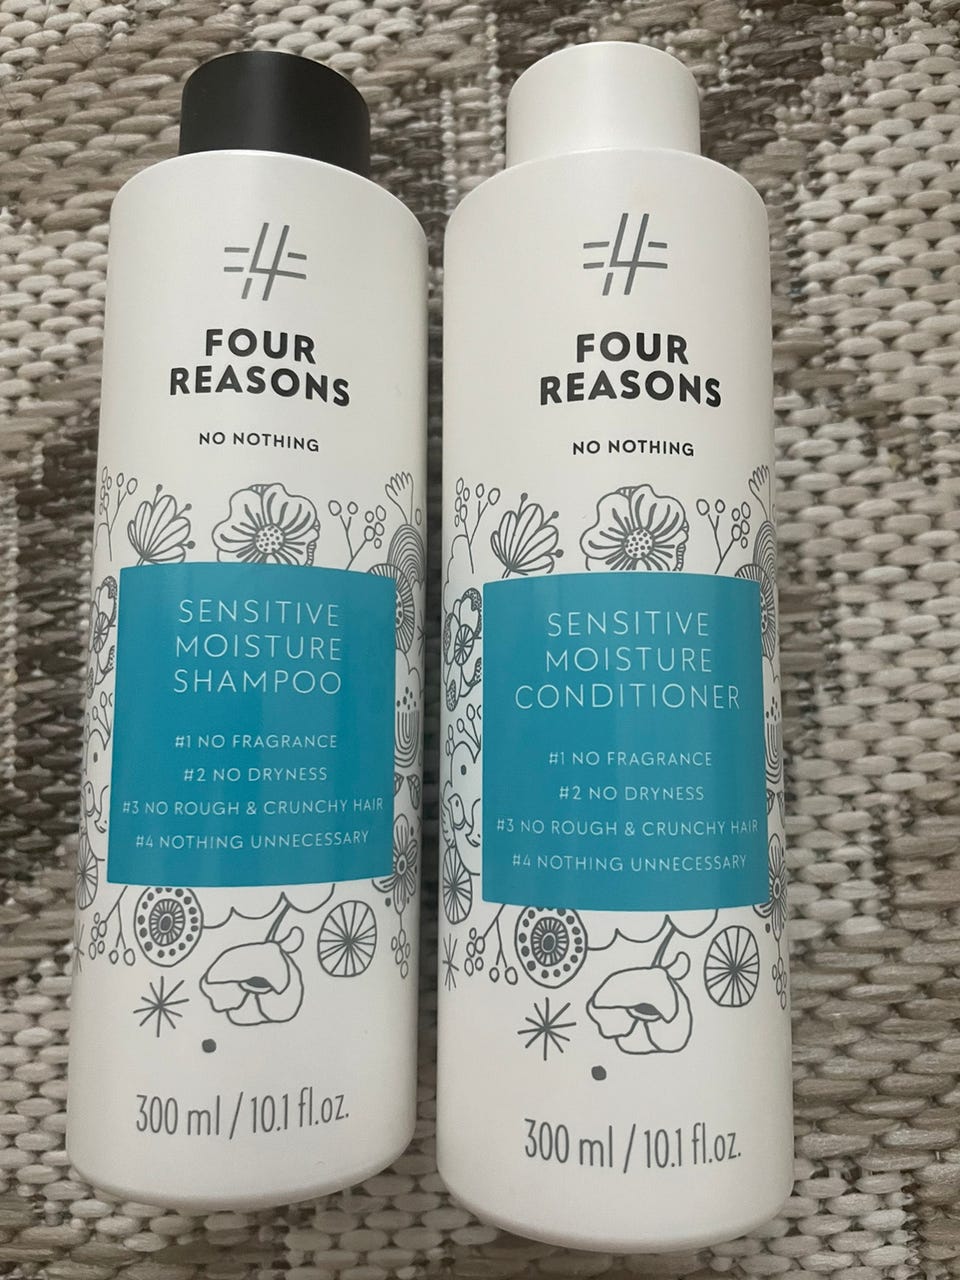 #
FOUR
REASONS
NO NOTHING
SENSITIVE
MOISTURE
SHAMPOO
#1 NO FRAGRANCE
#2 NO DRYNESS
#3 NO ROUGH & CRUNCHY HAIR
#4 NOTHING UNNECESSARY
300 ml / 10.1 fl.oz.
#
FOUR
REASONS
NO NOTHING
SENSITIVE
MOISTURE
CONDITIONER
#1 NO FRAGRANCE
#2 NO DRYNESS
#3 NO ROUGH & CRUNCHY HAIR
#4 NOTHING UNNECESSARY
300 ml / 10.1 fl.oz.